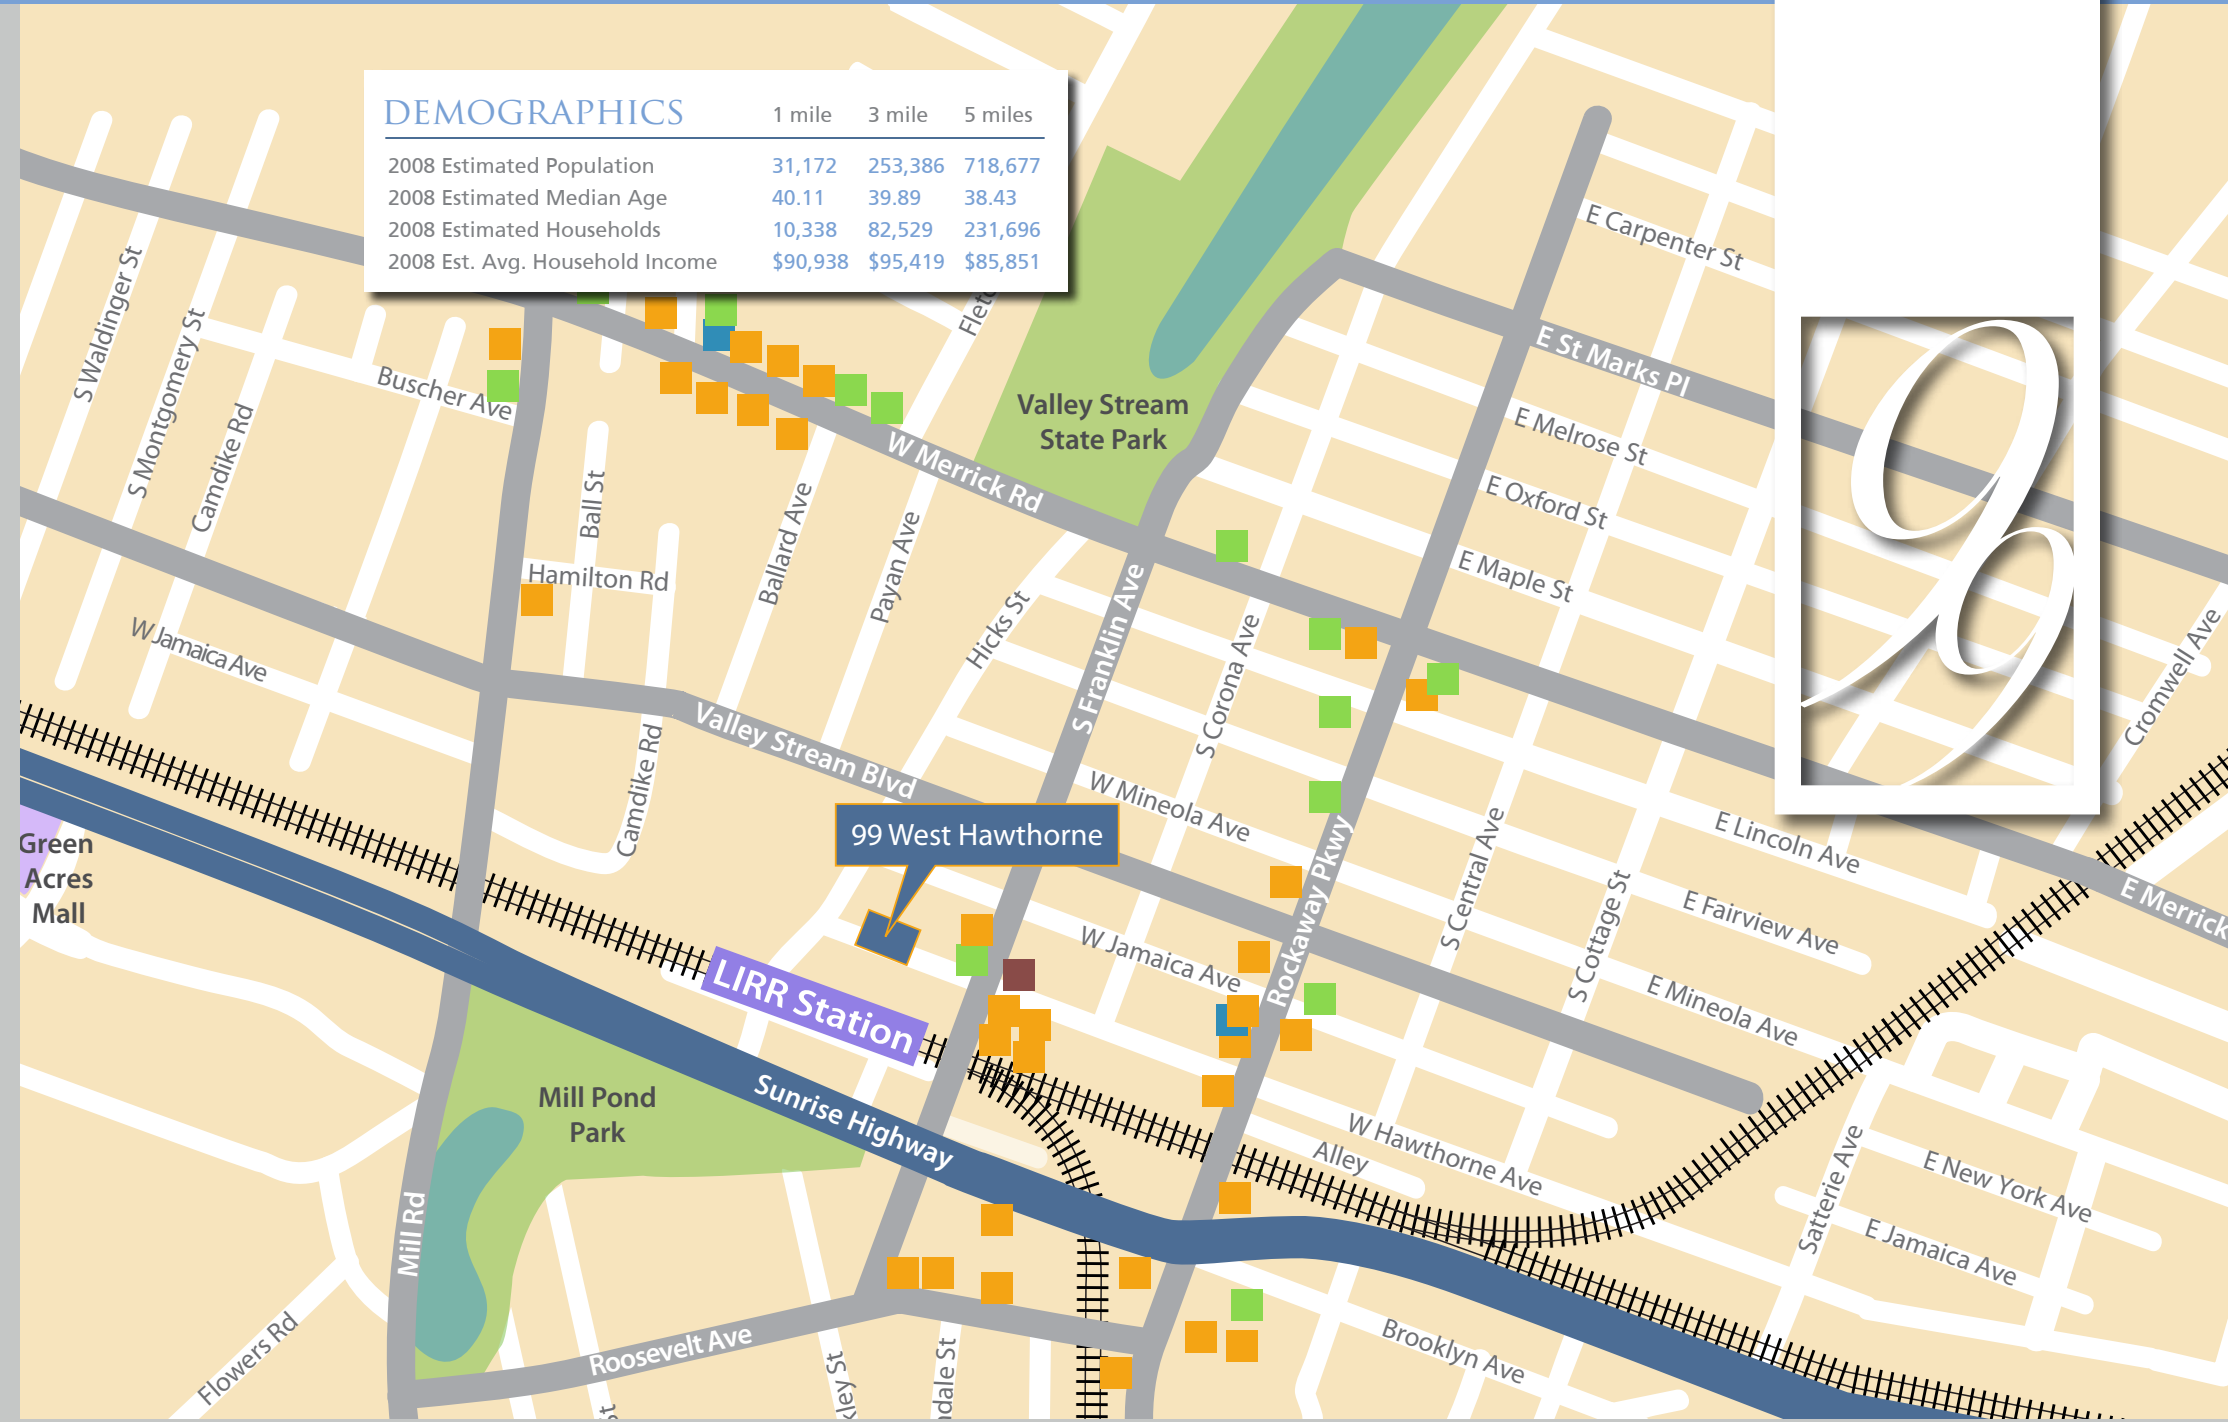 DEMOGRAPHICS 1 mile 3 mile 5 miles
2008 Estimated Population 31,172 253,386 718,677
2008 Estimated Median Age 40.11 39.89 38.43
2008 Estimated Households 10,338 82,529 231,696
2008 Est. Avg. Household Income $90,938 $95,419 $85,851
99
E Carpenter St
S Waldinger St
S Montgomery St
Camdike Rd
Buscher Ave
E St Marks Pl
Valley Stream
State Park
E Melrose St
W Merrick Rd
E Oxford St
Ball St
Ballard Ave
Payan Ave
Hamilton Rd
E Maple St
Hicks St
S Franklin Ave
S Corona Ave
Cromwell Ave
W Jamaica Ave
Valley Stream Blvd
Camdike Rd
W Mineola Ave
99 West Hawthorne
Green
Acres
Mall
Rockaway Pkwy
S Central Ave
S Cottage St
E Lincoln Ave
E Fairview Ave
E Merrick
W Jamaica Ave
E Mineola Ave
LIRR Station
Mill Pond
Park
Sunrise Highway
W Hawthorne Ave
Alley
Satterie Ave
E New York Ave
E Jamaica Ave
Mill Rd
Flowers Rd
Roosevelt Ave
Brooklyn Ave